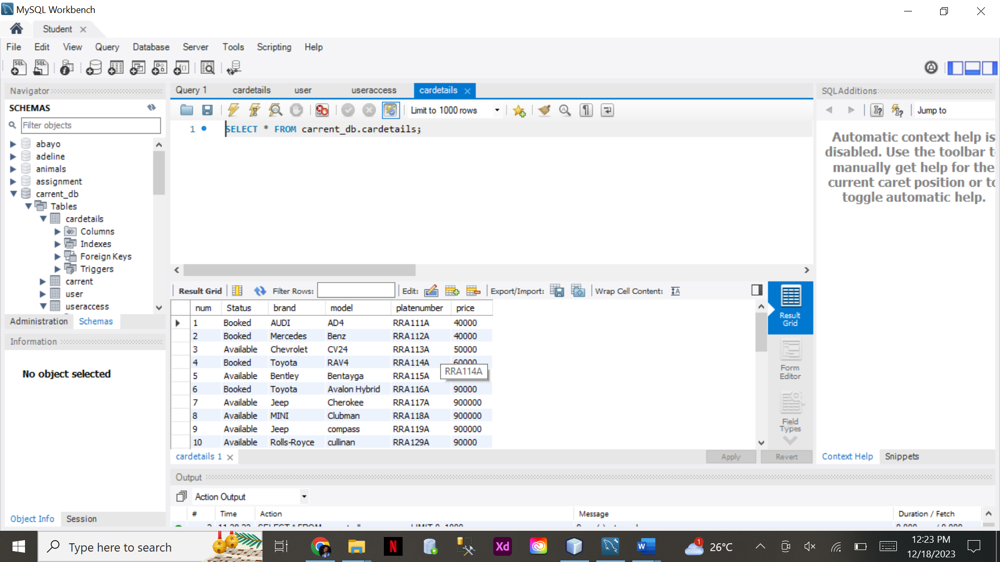 MySQL Workbench
Student
File Edit View Query Database Server Tools Scripting Help
Navigator
SCHEMAS
Filter objects
abayo
adeline
animals
assignment
carrent_db
Tables
cardetails
Columns
Indexes
Foreign Keys
Triggers
carrent
user
useraccess
Administration Schemas
Information
No object selected
Object Info Session
Query 1 cardetails user useraccess cardetails
Limit to 1000 rows
1 SELECT * FROM carrent_db.cardetails;
Result Grid Filter Rows: Edit: Export/Import: Wrap Cell Content:
num Status brand model platenumber price
1 Booked AUDI AD4 RRA111A 40000
2 Booked Mercedes Benz RRA112A 40000
3 Available Chevrolet CV24 RRA113A 50000
4 Booked Toyota RAV4 RRA114A 60000
5 Available Bentley Bentayga RRA115A
RRA114A
6 Booked Toyota Avalon Hybrid RRA116A 90000
7 Available Jeep Cherokee RRA117A 900000
8 Available MINI Clubman RRA118A 900000
9 Available Jeep compass RRA119A 900000
10 Available Rolls-Royce cullinan RRA129A 90000
Result
Grid
Form
Editor
Field
Types
cardetails 1
Apply Revert
SQLAdditions
Jump to
Automatic context help is
disabled. Use the toolbar
manually get help for the
current caret position or
toggle automatic help.
Context Help Snippets
Output
Action Output
# Time Action Message Duration / Fetch
Type here to search
Xd
W
1
26°C
12:23 PM
12/18/2023